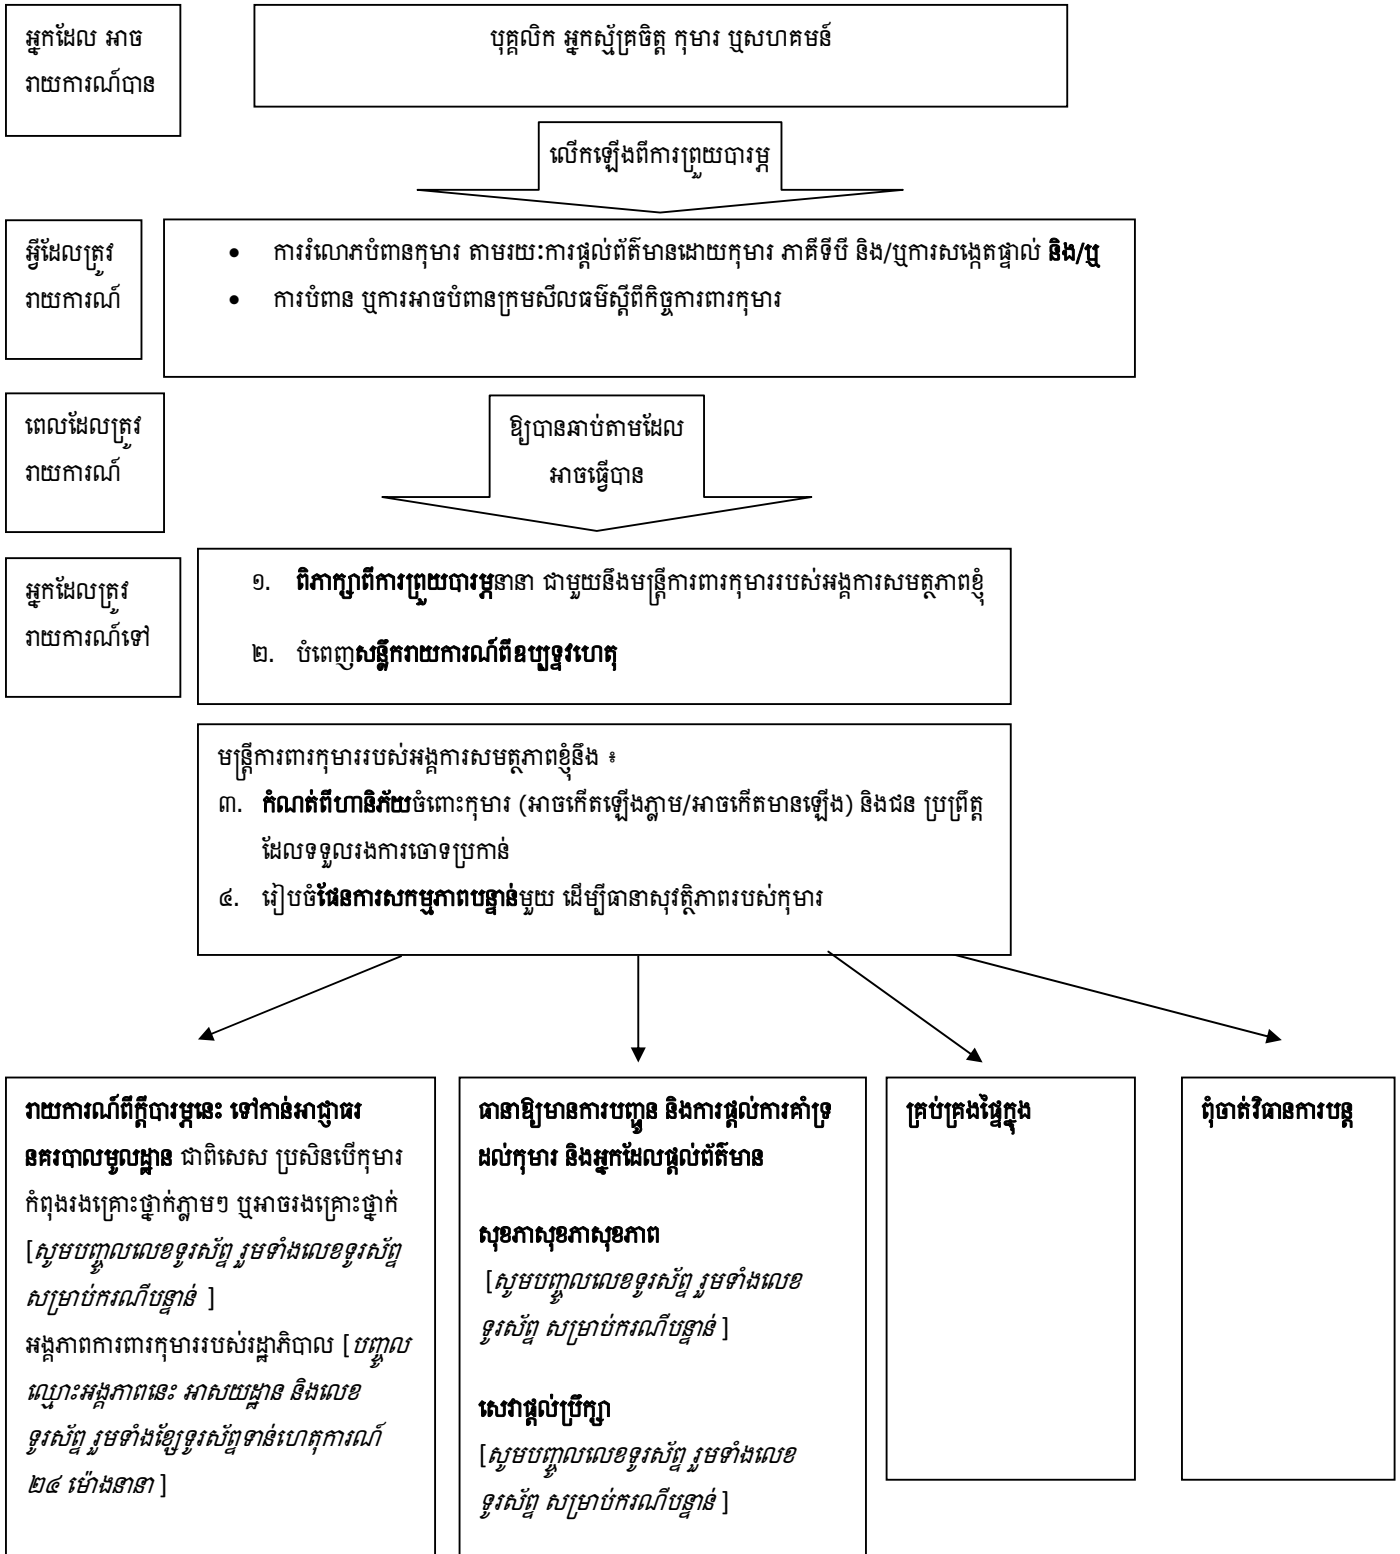 អ្នកដែល អាច
រាយការណ៍បាន
បុគ្គលិក អ្នកស្ម័គ្រចិត្ត កុមារ ឬសហគមន៍
លើកឡើងពីការព្រួយបារម្ភ
អ្វីដែលត្រូវ
រាយការណ៍
• ការរំលោភបំពានកុមារ តាមរយៈការផ្តល់ព័ត៌មានដោយកុមារ ភាគីទីបី និង/ឬការសង្កេតផ្ទាល់ និង/ឬ
• ការបំពាន ឬការអាចបំពានក្រមសីលធម៌ស្តីពីកិច្ចការពារកុមារ
ពេលដែលត្រូវ
រាយការណ៍
ឱ្យបានឆាប់តាមដែល
អាចធ្វើបាន
អ្នកដែលត្រូវ
រាយការណ៍ទៅ
១. ពិភាក្សាពីការព្រួយបារម្ភនានា ជាមួយនឹងមន្ត្រីការពារកុមាររបស់អង្គការសមត្ថភាពខ្ញុំ
២. បំពេញសន្លឹករាយការណ៍ពីឧប្បទ្ទវហេតុ
មន្ត្រីការពារកុមាររបស់អង្គការសមត្ថភាពខ្ញុំនឹង ៖
៣. កំណត់ពីហានិភ័យចំពោះកុមារ (អាចកើតឡើងភ្លាម/អាចកើតមានឡើង) និងជន ប្រព្រឹត្ត
ដែលទទួលរងការចោទប្រកាន់
៤. រៀបចំផែនការសកម្មភាពបន្ទាន់មួយ ដើម្បីធានាសុវត្ថិភាពរបស់កុមារ
រាយការណ៍ពីក្តីបារម្ភនេះ ទៅកាន់អាជ្ញាធរ
នគរបាលមូលដ្ឋាន ជាពិសេស ប្រសិនបើកុមារ
កំពុងរងគ្រោះថ្នាក់ភ្លាមៗ ឬអាចរងគ្រោះថ្នាក់
[សូមបញ្ចូលលេខទូរស័ព្ទ រួមទាំងលេខទូរស័ព្ទ
សម្រាប់ករណីបន្ទាន់ ]
អង្គភាពការពារកុមាររបស់រដ្ឋាភិបាល [បញ្ចូល
ឈ្មោះអង្គភាពនេះ អាសយដ្ឋាន និងលេខ
ទូរស័ព្ទ រួមទាំងខ្សែទូរស័ព្ទទាន់ហេតុការណ៍
២៤ ម៉ោងនានា ]
ធានាឱ្យមានការបញ្ជូន និងការផ្តល់ការគាំទ្រ
ដល់កុមារ និងអ្នកដែលផ្តល់ព័ត៌មាន
សុខភាសុខភាសុខភាព
[សូមបញ្ចូលលេខទូរស័ព្ទ រួមទាំងលេខ
ទូរស័ព្ទ សម្រាប់ករណីបន្ទាន់ ]
សេវាផ្តល់ប្រឹក្សា
[សូមបញ្ចូលលេខទូរស័ព្ទ រួមទាំងលេខ
ទូរស័ព្ទ សម្រាប់ករណីបន្ទាន់ ]
គ្រប់គ្រងផ្ទៃក្នុង
ពុំចាត់វិធានការបន្ត